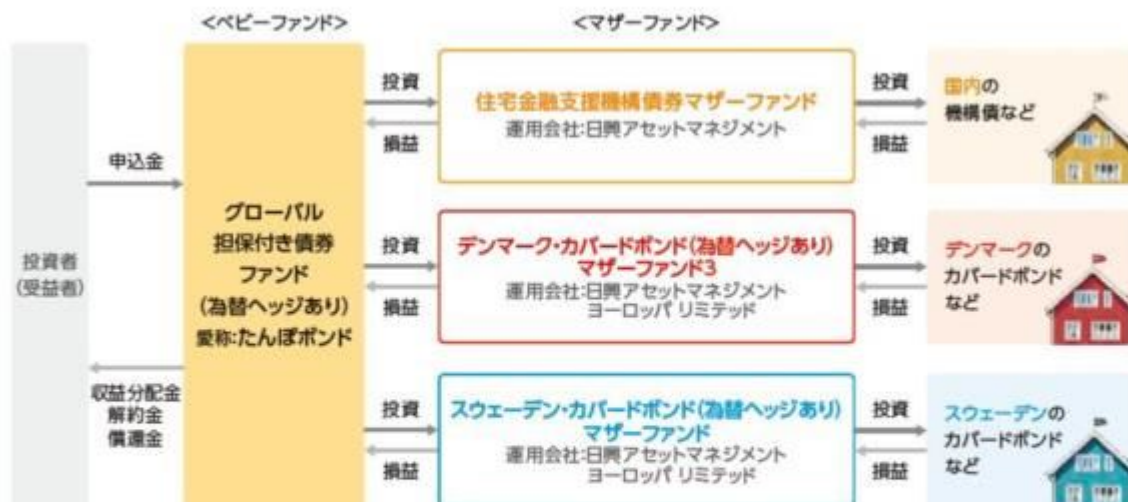 <ベビーファンド>
<マザーファンド>
投資者
(受益者)
申込金
収益分配金
解約金
償還金
グローバル
担保付き債券
ファンド
(為替ヘッジあり)
愛称:たんぽボンド
投資
損益
住宅金融支援機構債券マザーファンド
運用会社:日興アセットマネジメント
投資
損益
国内の
機構債など
投資
損益
デンマーク・カバードボンド(為替ヘッジあり)
マザーファンド3
運用会社:日興アセットマネジメント
ヨーロッパ リミテッド
投資
損益
デンマークの
カバードボンド
など
投資
損益
スウェーデン・カバードボンド(為替ヘッジあり)
マザーファンド
運用会社:日興アセットマネジメント
ヨーロッパ リミテッド
投資
損益
スウェーデンの
カバードボンド
など